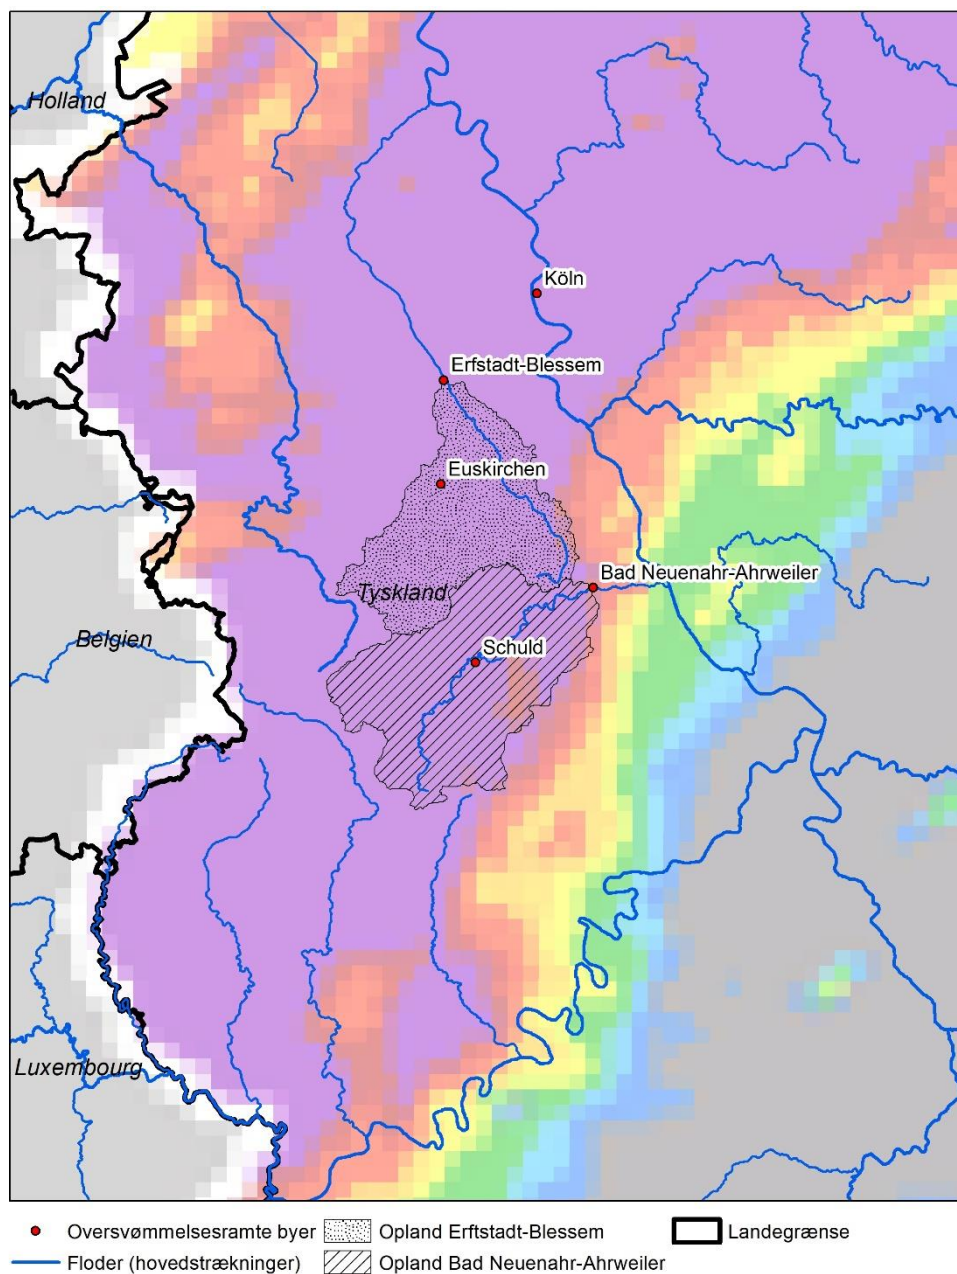 Holland
Köln
Erfstadt-Blessem
Euskirchen
Bad Neuenahr-Ahrweiler
Tyskland
Belgien
Schuld
Luxembourg
Oversvømmelsesramte byer
Opland Erftstadt-Blessem
Landegrænse
Floder (hovedstrækninger)
Opland Bad Neuenahr-Ahrweiler